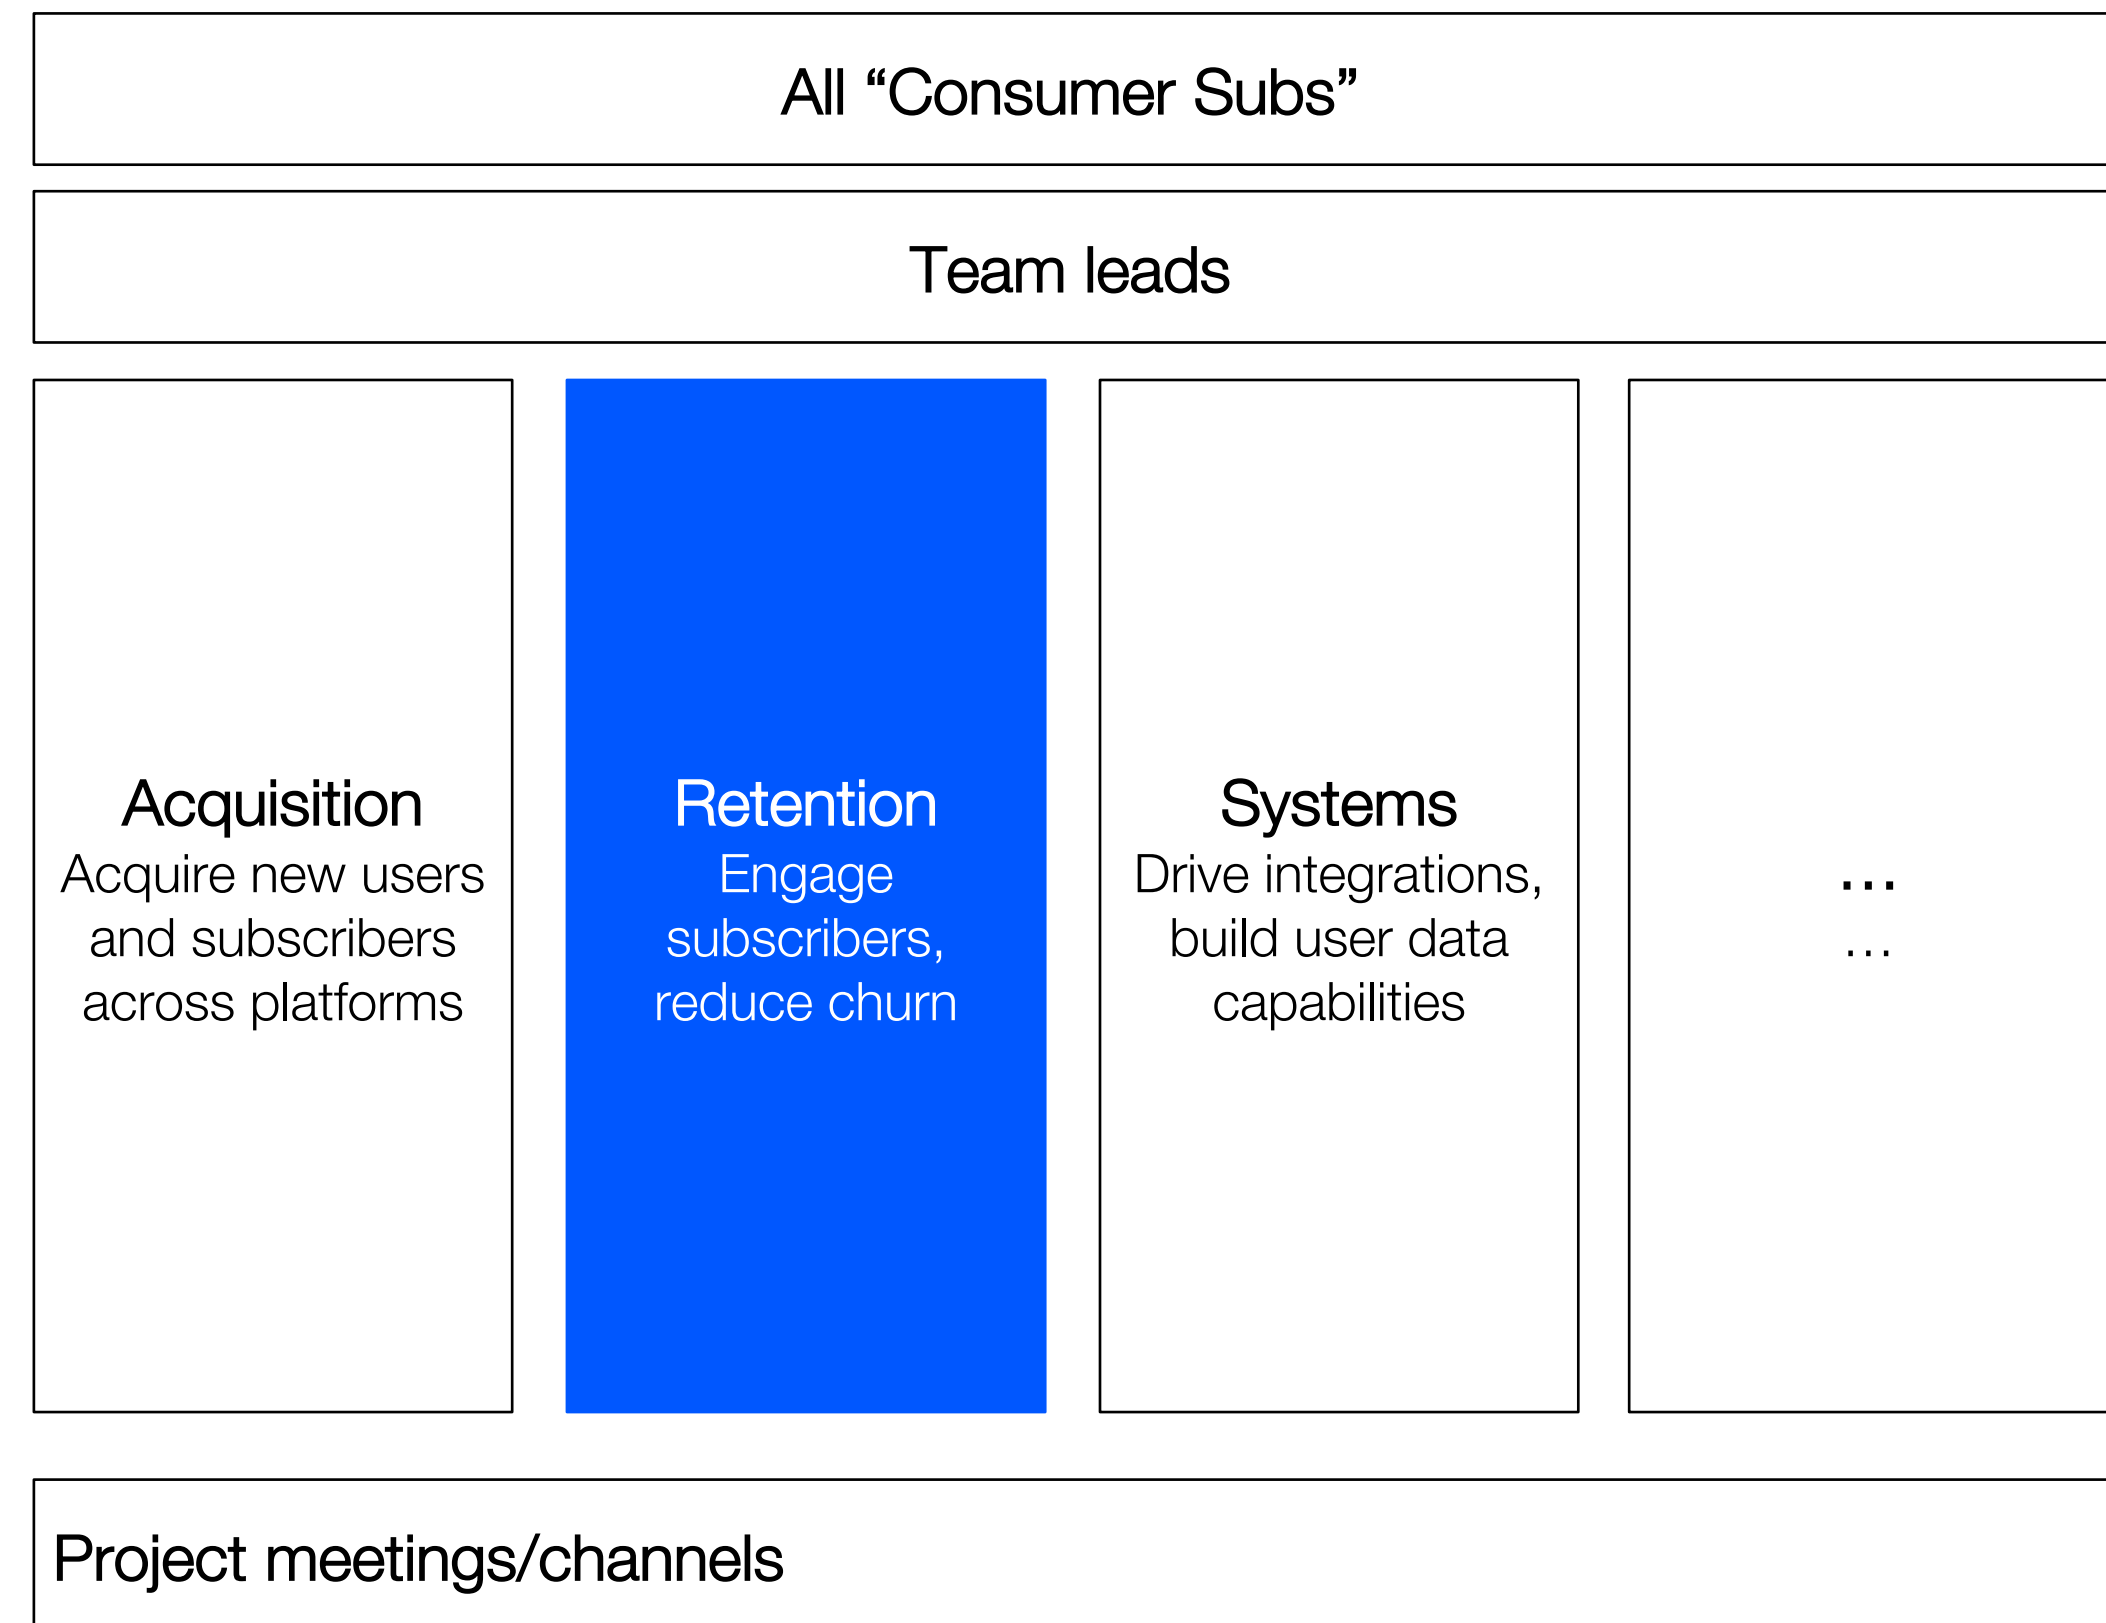 All “Consumer Subs”
Team leads
Acquisition
Acquire new users
and subscribers
across platforms
Retention
Engage
subscribers,
reduce churn
Systems
Drive integrations,
build user data
capabilities
...
...
Project meetings/channels